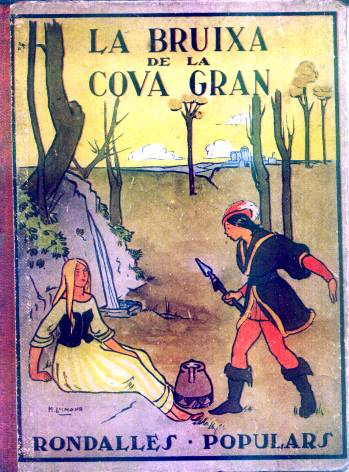 LA BRUIXA
DE LA
COVA GRAN
RONDALLES · POPULARS